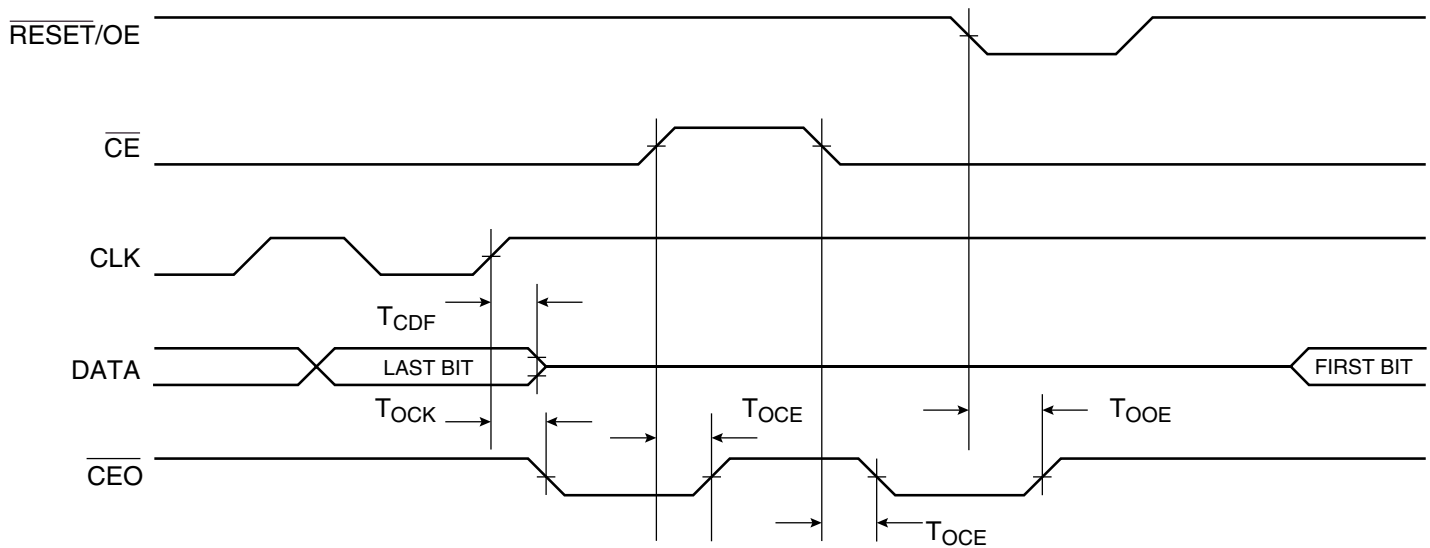 RESET/OE
CE
CLK
TCDF
DATA LAST BIT FIRST BIT
TOCK TOCE TOOE
CEO
TOCE